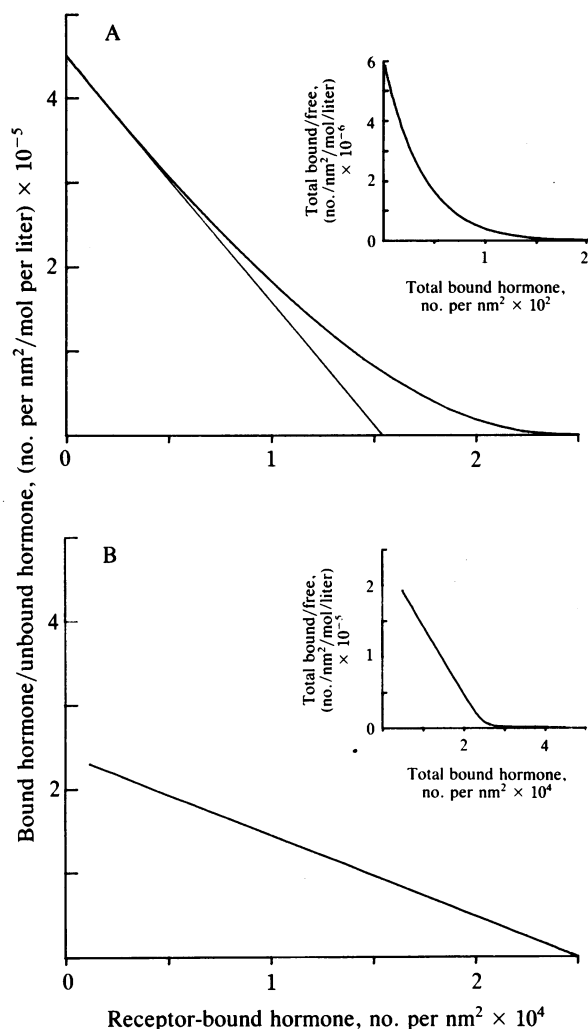 A
Bound hormone/unbound hormone, (no. per nm²/mol per liter) × 10⁻⁵
4
2
0
1
2
Total bound/free,
(no./nm²/mol/liter)
× 10⁻⁶
6
4
2
0
1
2
Total bound hormone,
no. per nm² × 10²
B
4
2
0
1
2
Total bound/free,
(no./nm²/mol/liter)
× 10⁻⁵
2
1
0
2
4
Total bound hormone,
no. per nm² × 10⁴
Receptor-bound hormone, no. per nm² × 10⁴